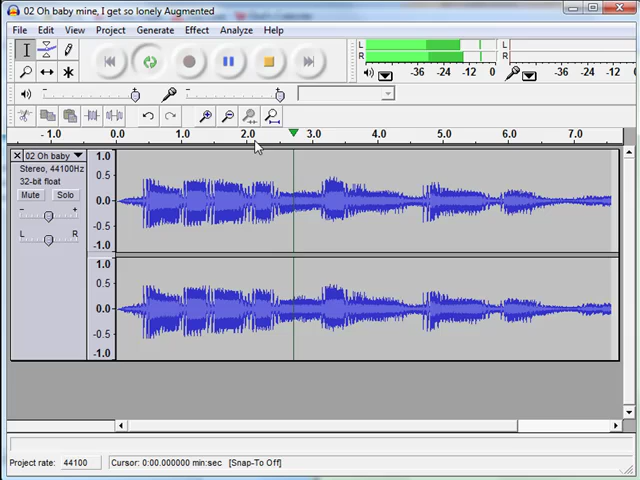 02 Oh baby mine, I get so lonely Augmented
File Edit View Project Generate Effect Analyze Help
L
R
-36 -24 -12 0
L
R
-36 -24
- +
- +
- 1.0 0.0 1.0 2.0 3.0 4.0 5.0 6.0 7.0
02 Oh baby
Stereo, 44100Hz
32-bit float
Mute Solo
- +
L R
1.0
0.5
0.0
-0.5
-1.0
1.0
0.5
0.0
-0.5
-1.0
Project rate: 44100 Cursor: 0:00.000000 min:sec [Snap-To Off]